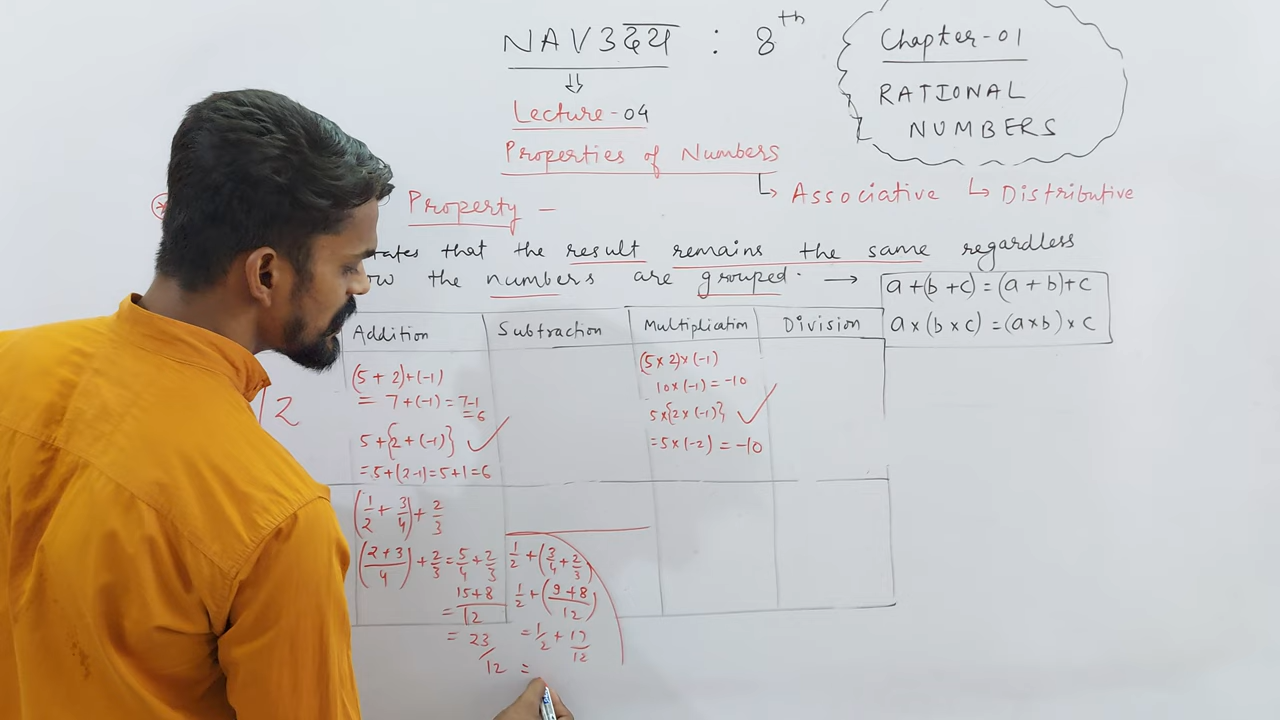 NAV3દય : 8th
Chapter-01
RATIONAL
NUMBERS
⇓
Lecture-04
Properties of Numbers
↳ Associative ↳ Distributive
Property -
that the result remains the same regardless
the numbers are grouped. → a+(b+c)=(a+b)+c
a×(b×c)=(a×b)×c
Addition Subtraction Multiplication Division
(5+2)+(-1)
= 7+(-1)=7-1
=6
5+{2+(-1)} ✓
=5+(2-1)=5+1=6
(5×2)×(-1)
10×(-1)=-10
5×{2×(-1)} ✓
=5×(-2)=-10
(1/2+3/4)+2/3
((2+3)/4)+2/3=5/4+2/3
=(15+8)/12
=23/12
1/2+(3/4+2/3)
1/2+((9+8)/12)
=1/2+17/12
=